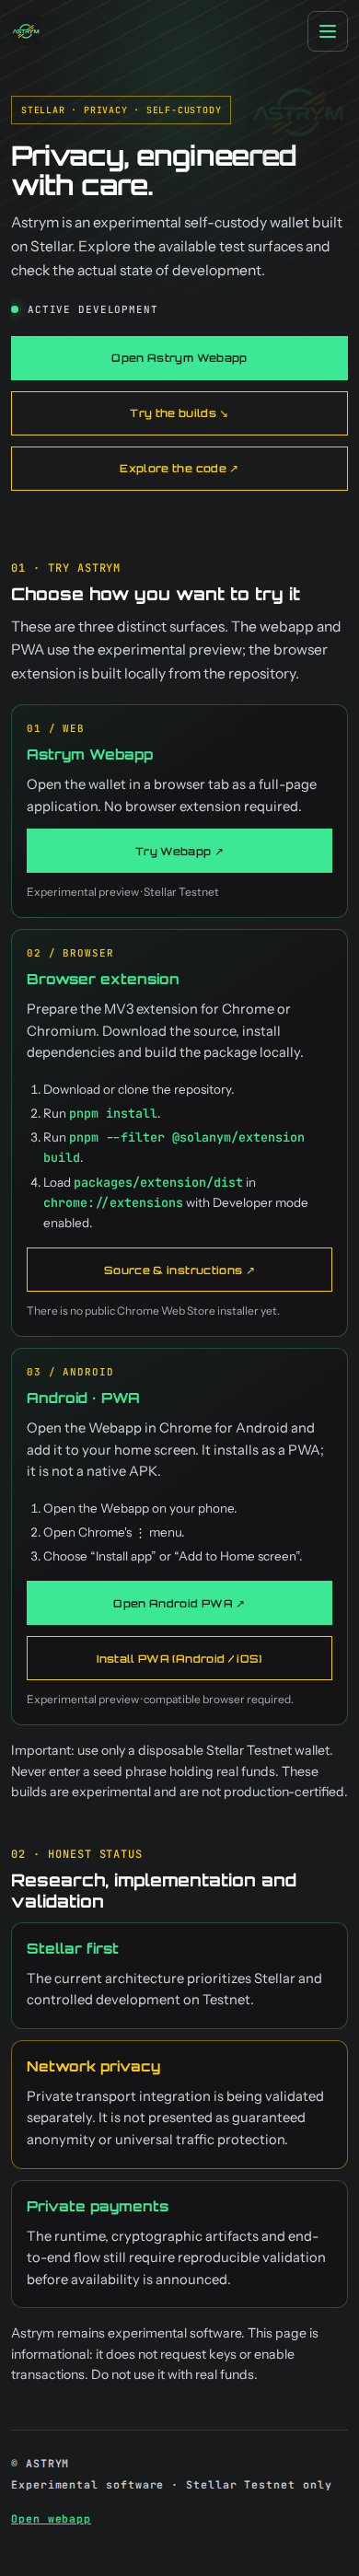 ASTRYM
STELLAR · PRIVACY · SELF-CUSTODY
ASTRYM
Privacy, engineered
with care.
Astrym is an experimental self-custody wallet built
on Stellar. Explore the available test surfaces and
check the actual state of development.
ACTIVE DEVELOPMENT
Open Astrym Webapp
Try the builds ↘
Explore the code ↗
01 · TRY ASTRYM
Choose how you want to try it
These are three distinct surfaces. The webapp and
PWA use the experimental preview; the browser
extension is built locally from the repository.
01 / WEB
Astrym Webapp
Open the wallet in a browser tab as a full-page
application. No browser extension required.
Try Webapp ↗
Experimental preview · Stellar Testnet
02 / BROWSER
Browser extension
Prepare the MV3 extension for Chrome or
Chromium. Download the source, install
dependencies and build the package locally.
1. Download or clone the repository.
2. Run pnpm install.
3. Run pnpm --filter @solanym/extension
build.
4. Load packages/extension/dist in
chrome://extensions with Developer mode
enabled.
Source & instructions ↗
There is no public Chrome Web Store installer yet.
03 / ANDROID
Android · PWA
Open the Webapp in Chrome for Android and
add it to your home screen. It installs as a PWA;
it is not a native APK.
1. Open the Webapp on your phone.
2. Open Chrome's ⋮ menu.
3. Choose “Install app” or “Add to Home screen”.
Open Android PWA ↗
Install PWA (Android / iOS)
Experimental preview · compatible browser required.
Important: use only a disposable Stellar Testnet wallet.
Never enter a seed phrase holding real funds. These
builds are experimental and are not production-certified.
02 · HONEST STATUS
Research, implementation and
validation
Stellar first
The current architecture prioritizes Stellar and
controlled development on Testnet.
Network privacy
Private transport integration is being validated
separately. It is not presented as guaranteed
anonymity or universal traffic protection.
Private payments
The runtime, cryptographic artifacts and end-
to-end flow still require reproducible validation
before availability is announced.
Astrym remains experimental software. This page is
informational: it does not request keys or enable
transactions. Do not use it with real funds.
© ASTRYM
Experimental software · Stellar Testnet only
Open webapp